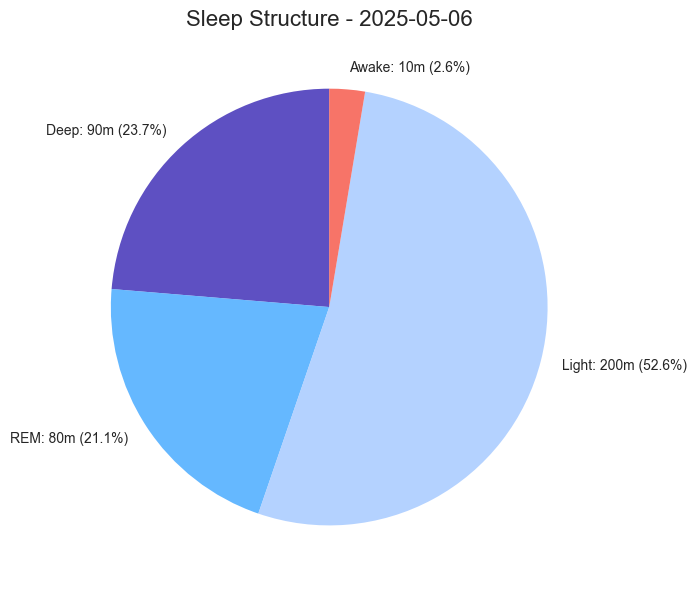 Sleep Structure - 2025-05-06
Awake: 10m (2.6%)
Deep: 90m (23.7%)
Light: 200m (52.6%)
REM: 80m (21.1%)